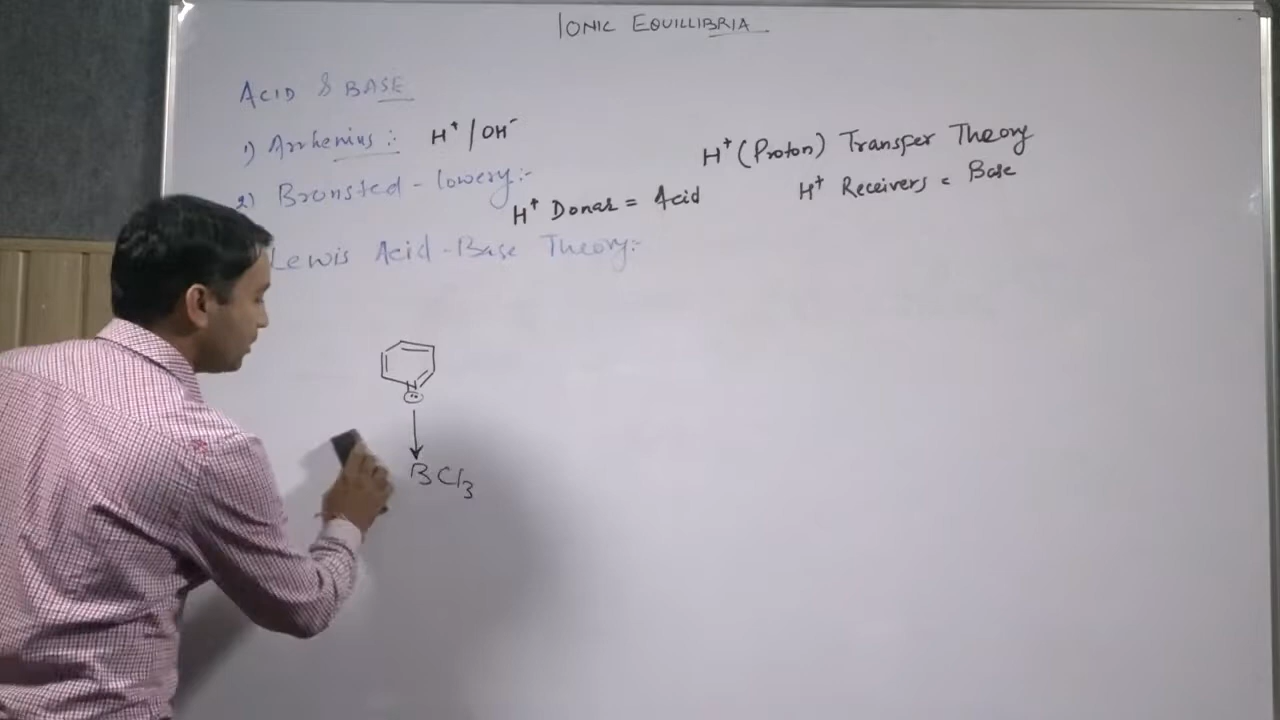 IONIC EQUILLIBRIA
ACID & BASE
1) Arrhenius :- H⁺ / OH⁻
H⁺ (Proton) Transfer Theory
2) Bronsted - lowery :-
H⁺ Donar = Acid
H⁺ Receivers = Base
Lewis Acid - Base Theory :-
N
BCl₃